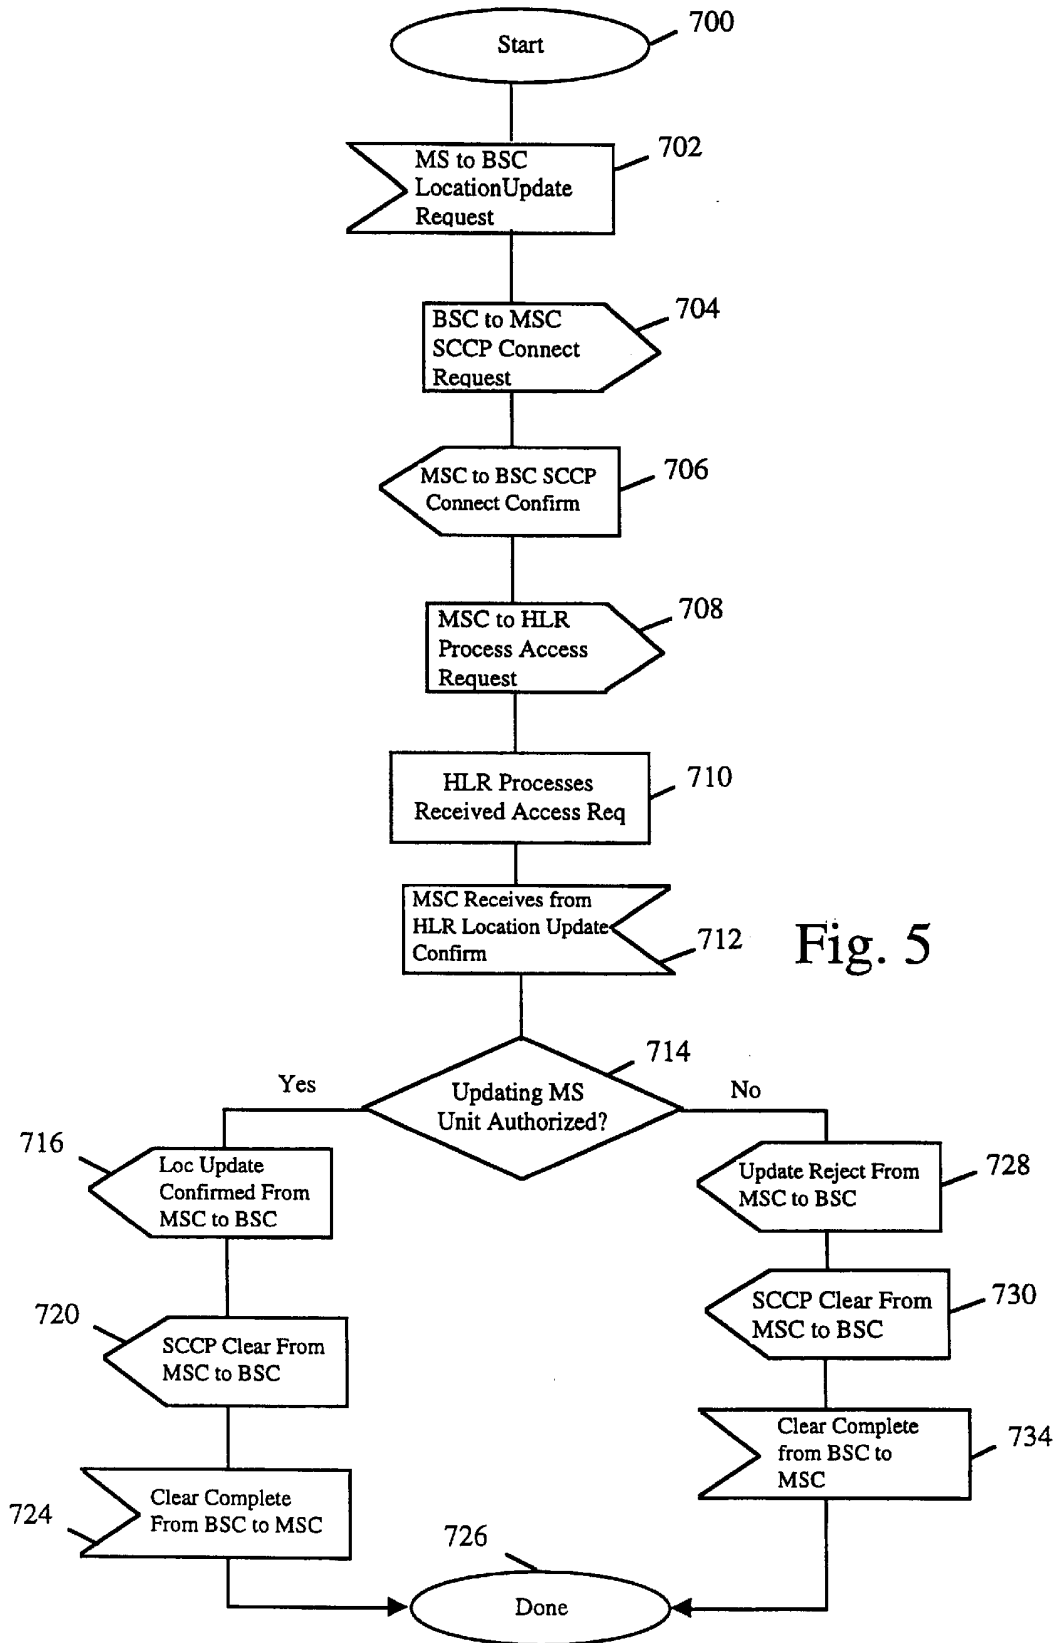 Start
700
MS to BSC
LocationUpdate
Request
702
BSC to MSC
SCCP Connect
Request
704
MSC to BSC SCCP
Connect Confirm
706
MSC to HLR
Process Access
Request
708
HLR Processes
Received Access Req
710
MSC Receives from
HLR Location Update
Confirm
712
Fig. 5
714
Updating MS
Unit Authorized?
Yes
No
716
Loc Update
Confirmed From
MSC to BSC
Update Reject From
MSC to BSC
728
720
SCCP Clear From
MSC to BSC
SCCP Clear From
MSC to BSC
730
724
Clear Complete
From BSC to MSC
Clear Complete
from BSC to
MSC
734
726
Done